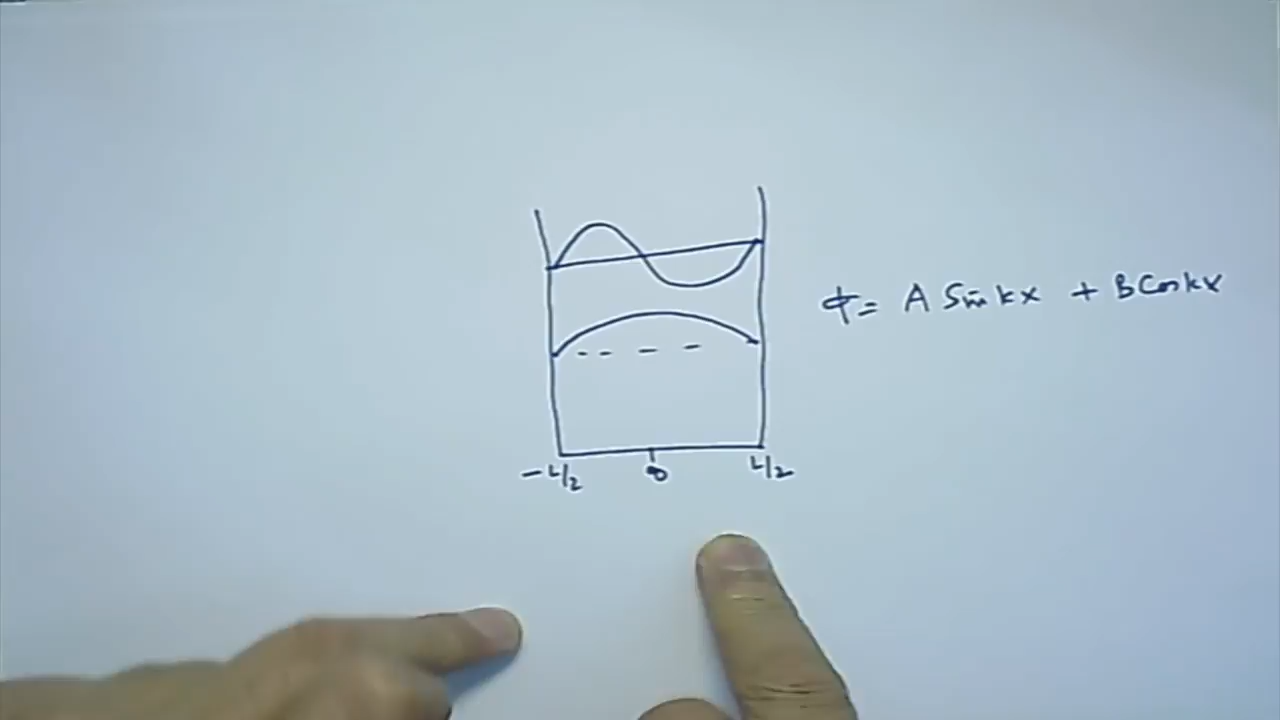 ϕ = A Sin kx + B Cos kx
-L/2 0 L/2